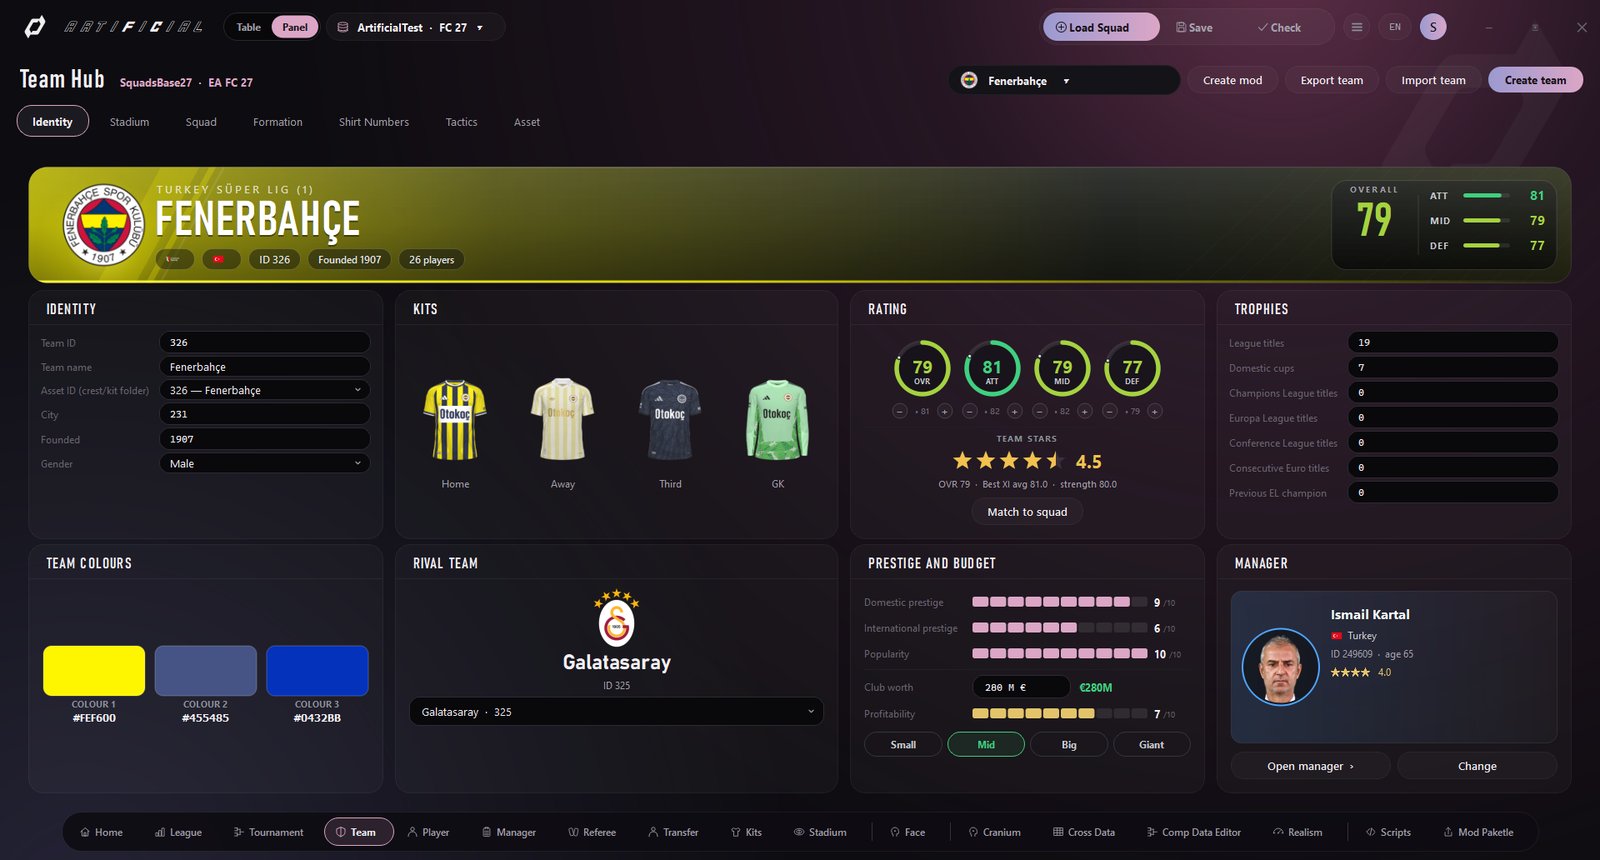 ARTIFICIAL
Table
Panel
ArtificialTest · FC 27
Load Squad
Save
Check
EN
S
Team Hub
SquadsBase27 · EA FC 27
Fenerbahçe
Create mod
Export team
Import team
Create team
Identity
Stadium
Squad
Formation
Shirt Numbers
Tactics
Asset
FENERBAHÇE SPOR KULÜBÜ
1907
TURKEY SÜPER LIG (1)
FENERBAHÇE
ID 326
Founded 1907
26 players
OVERALL
79
ATT 81
MID 79
DEF 77
IDENTITY
Team ID 326
Team name Fenerbahçe
Asset ID (crest/kit folder) 326 — Fenerbahçe
City 231
Founded 1907
Gender Male
KITS
Otokoç
Otokoç
Otokoç
Otokoç
Home
Away
Third
GK
RATING
79 OVR
81 ATT
79 MID
77 DEF
− • 81 +
− • 82 +
− • 82 +
− • 79 +
TEAM STARS
4.5
OVR 79 · Best XI avg 81.0 · strength 80.0
Match to squad
TROPHIES
League titles 19
Domestic cups 7
Champions League titles 0
Europa League titles 0
Conference League titles 0
Consecutive Euro titles 0
Previous EL champion 0
TEAM COLOURS
COLOUR 1
#FEF600
COLOUR 2
#455485
COLOUR 3
#0432BB
RIVAL TEAM
Galatasaray
ID 325
Galatasaray · 325
PRESTIGE AND BUDGET
Domestic prestige 9 /10
International prestige 6 /10
Popularity 10 /10
Club worth 280 M € €280M
Profitability 7 /10
Small
Mid
Big
Giant
MANAGER
Ismail Kartal
Turkey
ID 249609 · age 65
4.0
Open manager ›
Change
Home
League
Tournament
Team
Player
Manager
Referee
Transfer
Kits
Stadium
Face
Cranium
Cross Data
Comp Data Editor
Realism
Scripts
Mod Paketle